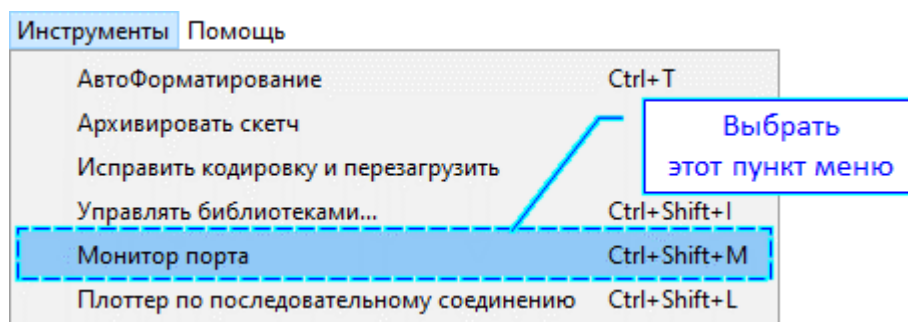 Инструменты Помощь
АвтоФорматирование Ctrl+T
Архивировать скетч
Выбрать
этот пункт меню
Исправить кодировку и перезагрузить
Управлять библиотеками... Ctrl+Shift+I
Монитор порта Ctrl+Shift+M
Плоттер по последовательному соединению Ctrl+Shift+L